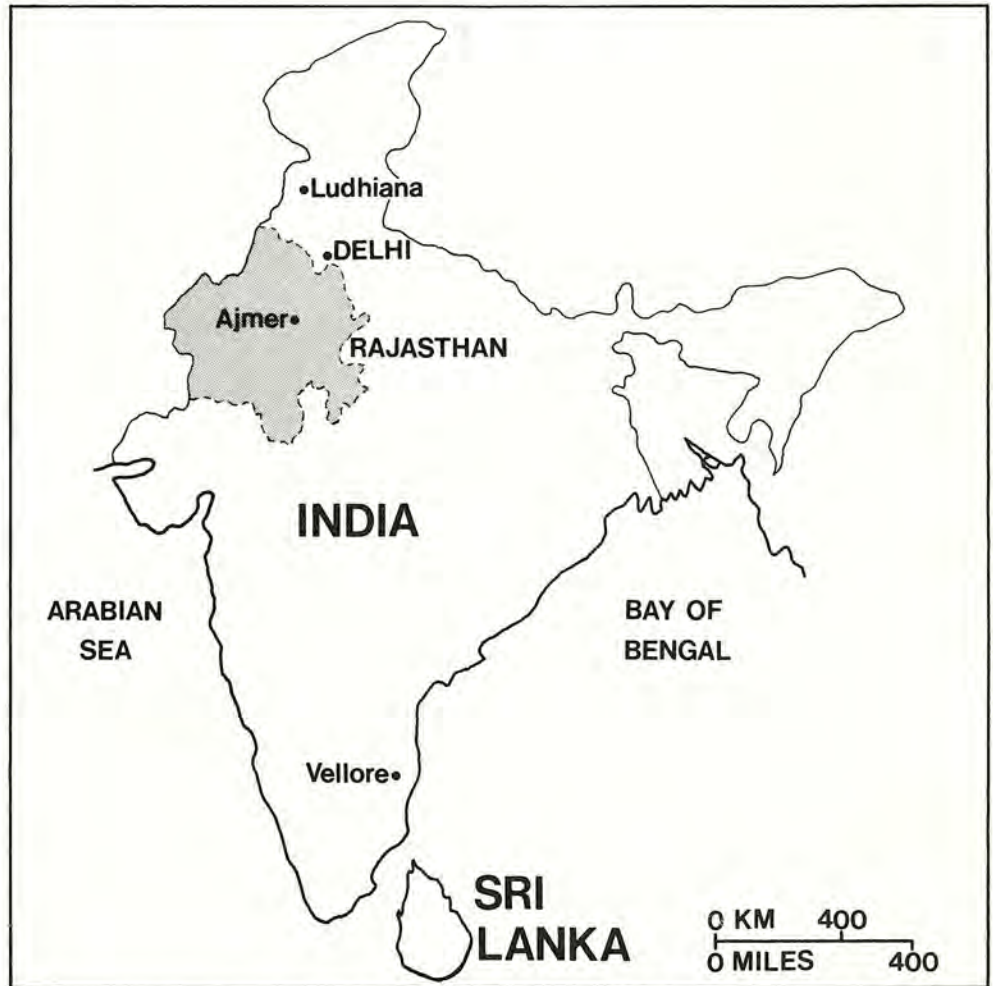 Ludhiana
DELHI
Ajmer
RAJASTHAN
INDIA
ARABIAN
SEA
BAY OF
BENGAL
Vellore
SRI
LANKA
0 KM 400
0 MILES 400